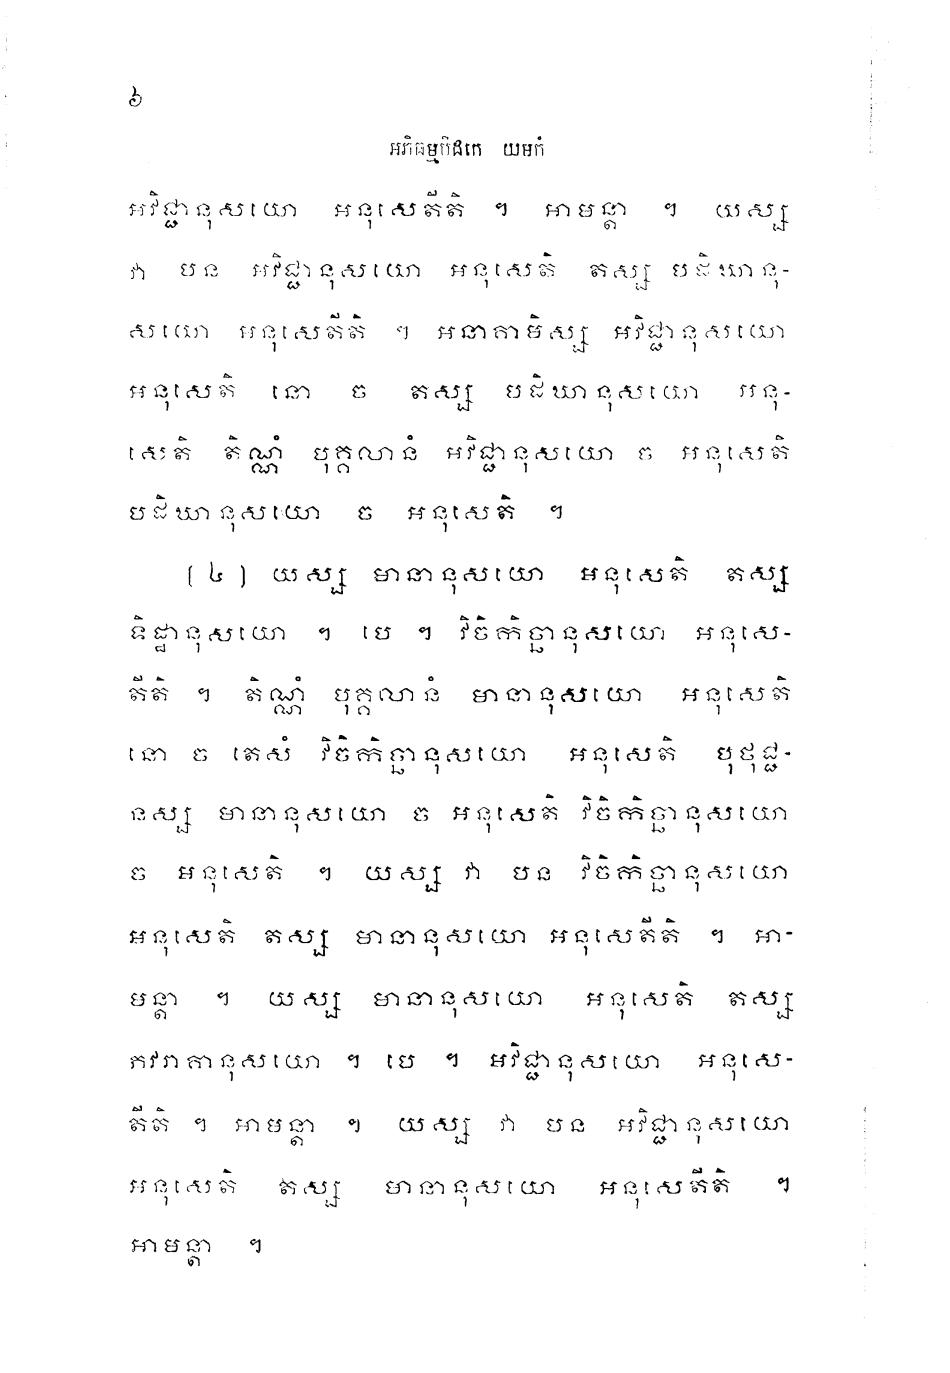 ៦
អភិធម្មបិដកេ យមកំ
អវិជ្ជានុសយោ អនុសេតីតិ ។ អាមន្តា ។ យស្ស
វា បន អវិជ្ជានុសយោ អនុសេតិ តស្ស បដិឃានុ-
សយោ អនុសេតីតិ ។ អនាគាមិស្ស អវិជ្ជានុសយោ
អនុសេតិ នោ ច តស្ស បដិឃានុសយោ អនុ-
សេតិ តិណ្ណំ បុគ្គលានំ អវិជ្ជានុសយោ ច អនុសេតិ
បដិឃានុសយោ ច អនុសេតិ ។
(៤) យស្ស មានានុសយោ អនុសេតិ តស្ស
ទិដ្ឋានុសយោ ។ បេ ។ វិចិកិច្ឆានុសយោ អនុសេ-
តីតិ ។ តិណ្ណំ បុគ្គលានំ មានានុសយោ អនុសេតិ
នោ ច តេសំ វិចិកិច្ឆានុសយោ អនុសេតិ បុថុជ្ជ-
នស្ស មានានុសយោ ច អនុសេតិ វិចិកិច្ឆានុសយោ
ច អនុសេតិ ។ យស្ស វា បន វិចិកិច្ឆានុសយោ
អនុសេតិ តស្ស មានានុសយោ អនុសេតីតិ ។ អា-
មន្តា ។ យស្ស មានានុសយោ អនុសេតិ តស្ស
ភវរាគានុសយោ ។ បេ ។ អវិជ្ជានុសយោ អនុសេ-
តីតិ ។ អាមន្តា ។ យស្ស វា បន អវិជ្ជានុសយោ
អនុសេតិ តស្ស មានានុសយោ អនុសេតីតិ ។
អាមន្តា ។